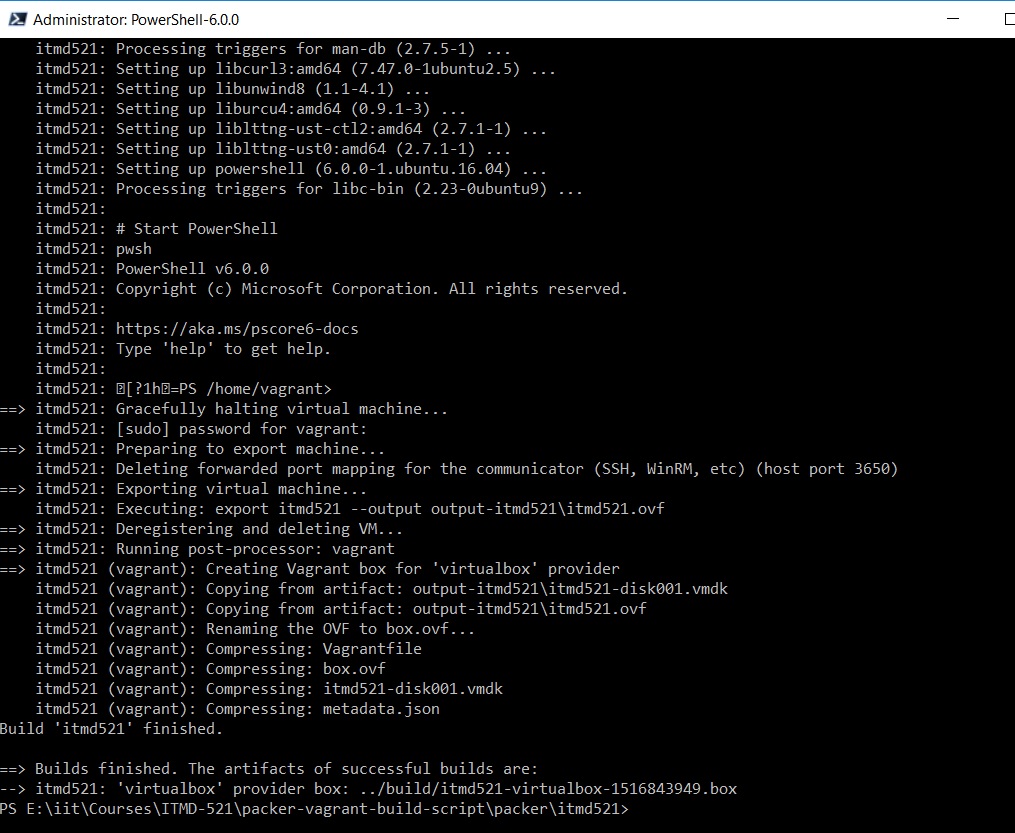 Administrator: PowerShell-6.0.0
itmd521: Processing triggers for man-db (2.7.5-1) ...
itmd521: Setting up libcurl3:amd64 (7.47.0-1ubuntu2.5) ...
itmd521: Setting up libunwind8 (1.1-4.1) ...
itmd521: Setting up liburcu4:amd64 (0.9.1-3) ...
itmd521: Setting up liblttng-ust-ctl2:amd64 (2.7.1-1) ...
itmd521: Setting up liblttng-ust0:amd64 (2.7.1-1) ...
itmd521: Setting up powershell (6.0.0-1.ubuntu.16.04) ...
itmd521: Processing triggers for libc-bin (2.23-0ubuntu9) ...
itmd521:
itmd521: # Start PowerShell
itmd521: pwsh
itmd521: PowerShell v6.0.0
itmd521: Copyright (c) Microsoft Corporation. All rights reserved.
itmd521:
itmd521: https://aka.ms/pscore6-docs
itmd521: Type 'help' to get help.
itmd521:
itmd521: ⍰[?1h⍰=PS /home/vagrant>
==> itmd521: Gracefully halting virtual machine...
itmd521: [sudo] password for vagrant:
==> itmd521: Preparing to export machine...
itmd521: Deleting forwarded port mapping for the communicator (SSH, WinRM, etc) (host port 3650)
==> itmd521: Exporting virtual machine...
itmd521: Executing: export itmd521 --output output-itmd521\itmd521.ovf
==> itmd521: Deregistering and deleting VM...
==> itmd521: Running post-processor: vagrant
==> itmd521 (vagrant): Creating Vagrant box for 'virtualbox' provider
itmd521 (vagrant): Copying from artifact: output-itmd521\itmd521-disk001.vmdk
itmd521 (vagrant): Copying from artifact: output-itmd521\itmd521.ovf
itmd521 (vagrant): Renaming the OVF to box.ovf...
itmd521 (vagrant): Compressing: Vagrantfile
itmd521 (vagrant): Compressing: box.ovf
itmd521 (vagrant): Compressing: itmd521-disk001.vmdk
itmd521 (vagrant): Compressing: metadata.json
Build 'itmd521' finished.
==> Builds finished. The artifacts of successful builds are:
--> itmd521: 'virtualbox' provider box: ../build/itmd521-virtualbox-1516843949.box
PS E:\iit\Courses\ITMD-521\packer-vagrant-build-script\packer\itmd521>